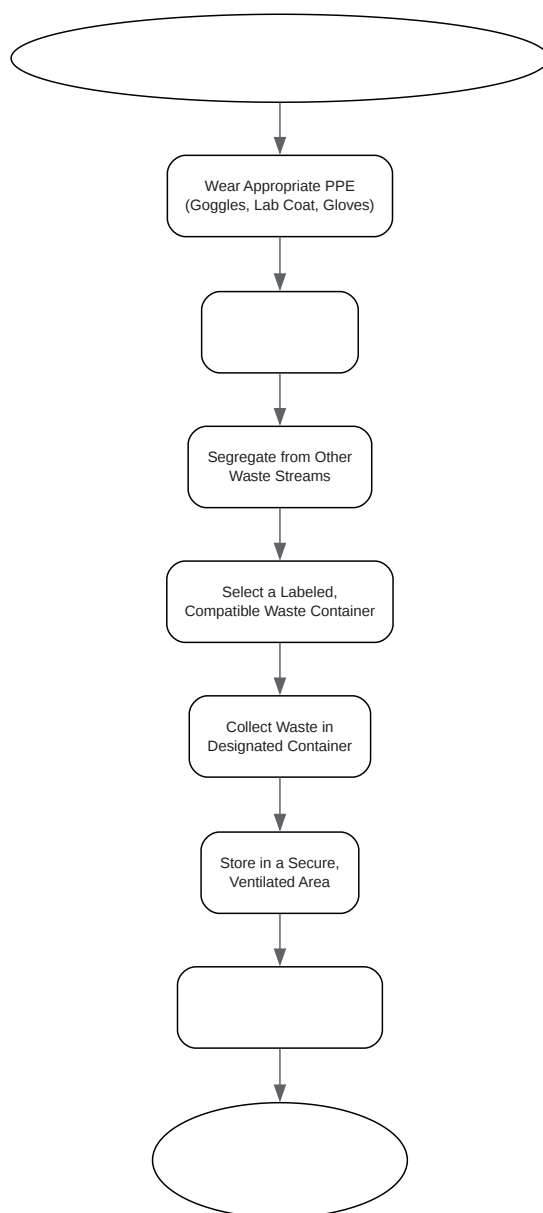 Wear Appropriate PPE
(Goggles, Lab Coat, Gloves)
Segregate from Other
Waste Streams
Select a Labeled,
Compatible Waste Container
Collect Waste in
Designated Container
Store in a Secure,
Ventilated Area